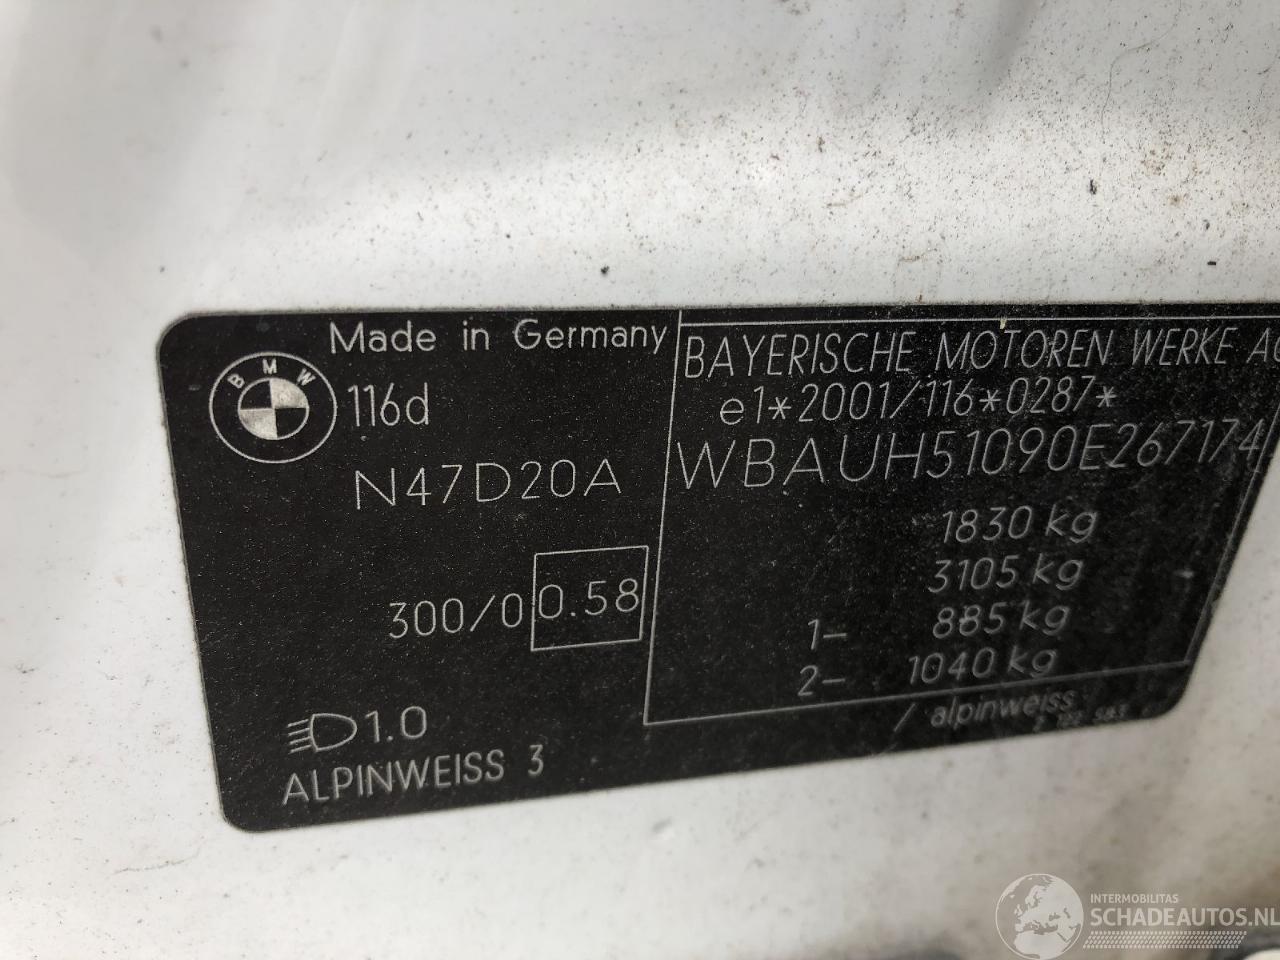 Made in Germany
BMW
116d
N47D20A
300/0 0.58
1.0
ALPINWEISS 3
BAYERISCHE MOTOREN WERKE AG
e1*2001/116*0287*
WBAUH51090E267174
1830 kg
3105 kg
1- 885 kg
2- 1040 kg
/ alpinweiss
INTERMOBILITAS
SCHADEAUTOS.NL